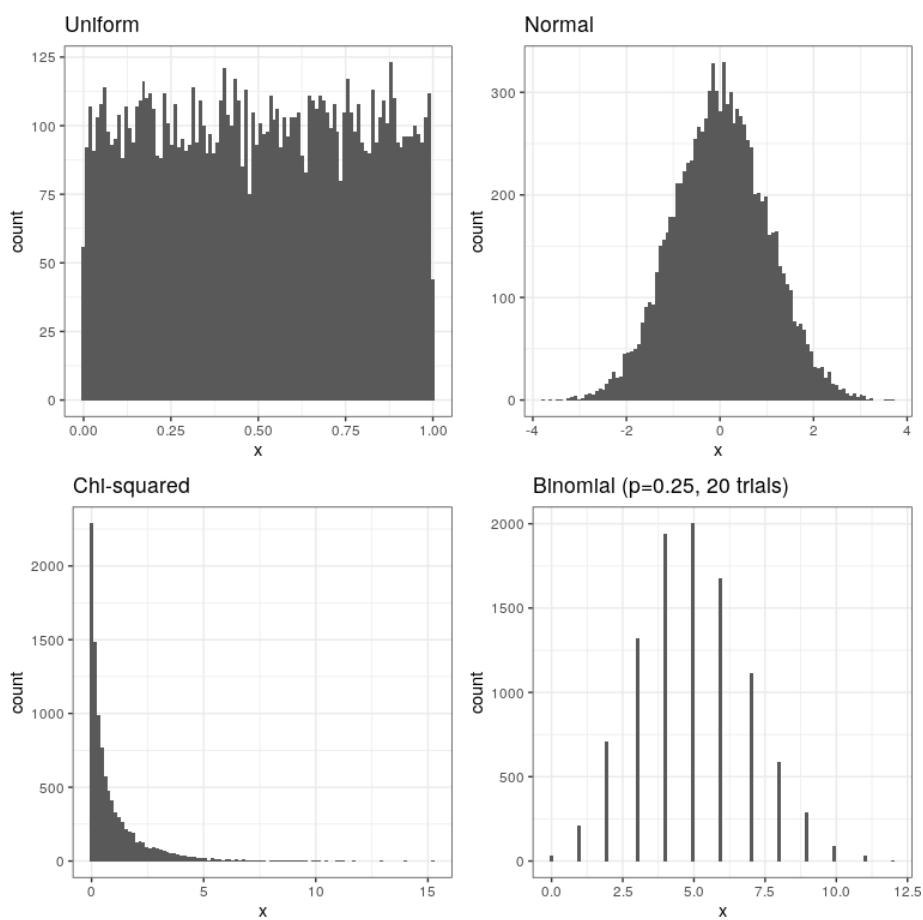 Uniform
125
100
75
50
25
0
count
0.00 0.25 0.50 0.75 1.00
x
Normal
300
200
100
0
count
-4 -2 0 2 4
x
Chi-squared
2000
1500
1000
500
0
count
0 5 10 15
x
Binomial (p=0.25, 20 trials)
2000
1500
1000
500
0
count
0.0 2.5 5.0 7.5 10.0 12.5
x